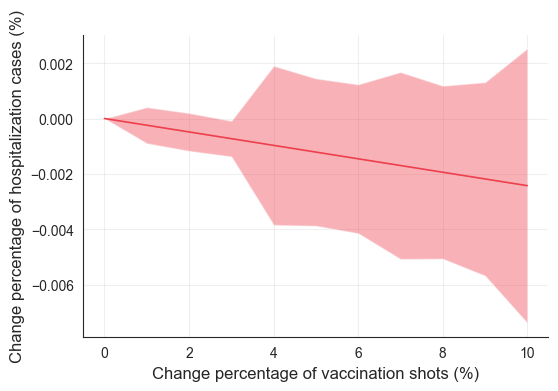 Change percentage of hospitalization cases (%)
0.002
0.000
−0.002
−0.004
−0.006
0 2 4 6 8 10
Change percentage of vaccination shots (%)